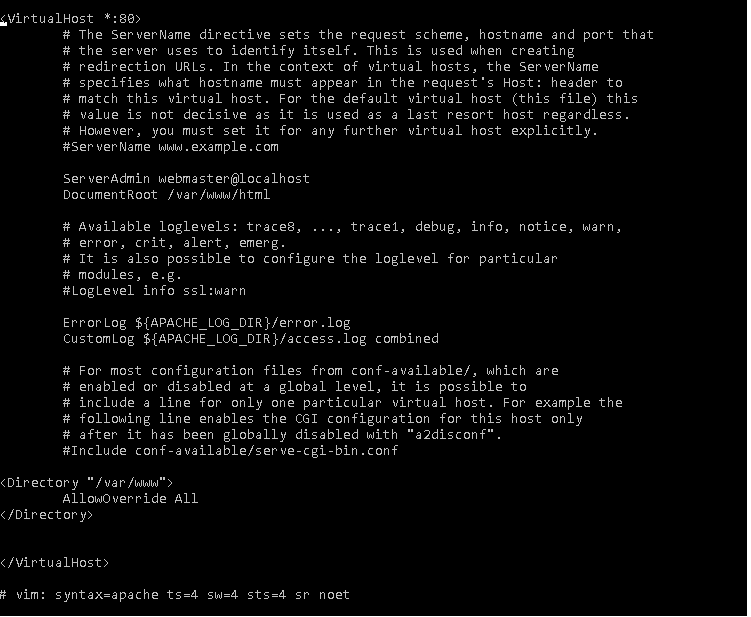 <VirtualHost *:80>
# The ServerName directive sets the request scheme, hostname and port that
# the server uses to identify itself. This is used when creating
# redirection URLs. In the context of virtual hosts, the ServerName
# specifies what hostname must appear in the request's Host: header to
# match this virtual host. For the default virtual host (this file) this
# value is not decisive as it is used as a last resort host regardless.
# However, you must set it for any further virtual host explicitly.
#ServerName www.example.com
ServerAdmin webmaster@localhost
DocumentRoot /var/www/html
# Available loglevels: trace8, ..., trace1, debug, info, notice, warn,
# error, crit, alert, emerg.
# It is also possible to configure the loglevel for particular
# modules, e.g.
#LogLevel info ssl:warn
ErrorLog ${APACHE_LOG_DIR}/error.log
CustomLog ${APACHE_LOG_DIR}/access.log combined
# For most configuration files from conf-available/, which are
# enabled or disabled at a global level, it is possible to
# include a line for only one particular virtual host. For example the
# following line enables the CGI configuration for this host only
# after it has been globally disabled with "a2disconf".
#Include conf-available/serve-cgi-bin.conf
<Directory "/var/www">
AllowOverride All
</Directory>
</VirtualHost>
# vim: syntax=apache ts=4 sw=4 sts=4 sr noet